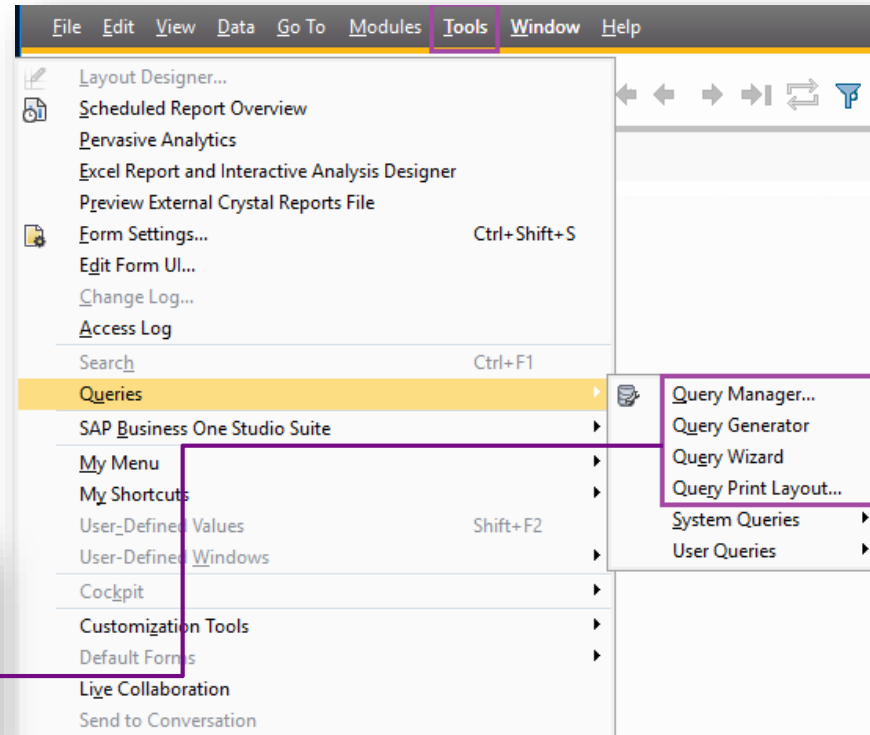 File Edit View Data Go To Modules Tools Window Help
Layout Designer...
Scheduled Report Overview
Pervasive Analytics
Excel Report and Interactive Analysis Designer
Preview External Crystal Reports File
Form Settings... Ctrl+Shift+S
Edit Form UI...
Change Log...
Access Log
Search Ctrl+F1
Queries
SAP Business One Studio Suite
My Menu
My Shortcuts
User-Defined Values Shift+F2
User-Defined Windows
Cockpit
Customization Tools
Default Forms
Live Collaboration
Send to Conversation
Query Manager...
Query Generator
Query Wizard
Query Print Layout...
System Queries
User Queries